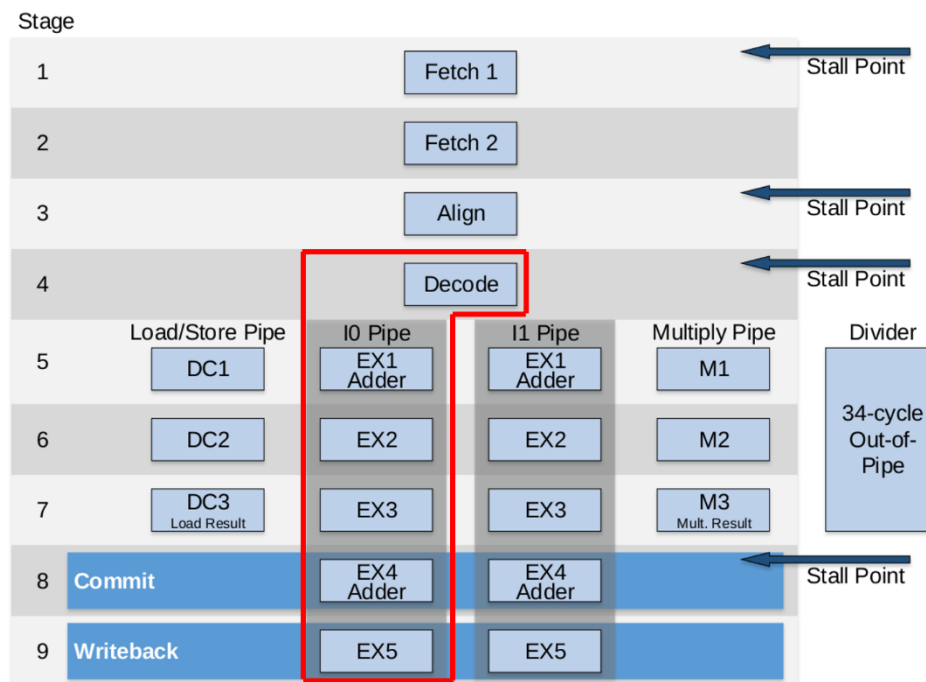 Stage
1
Fetch 1
Stall Point
2
Fetch 2
3
Align
Stall Point
4
Decode
Stall Point
Load/Store Pipe
I0 Pipe
I1 Pipe
Multiply Pipe
Divider
5
DC1
EX1
Adder
EX1
Adder
M1
34-cycle
Out-of-
Pipe
6
DC2
EX2
EX2
M2
7
DC3
Load Result
EX3
EX3
M3
Mult. Result
8
Commit
EX4
Adder
EX4
Adder
Stall Point
9
Writeback
EX5
EX5